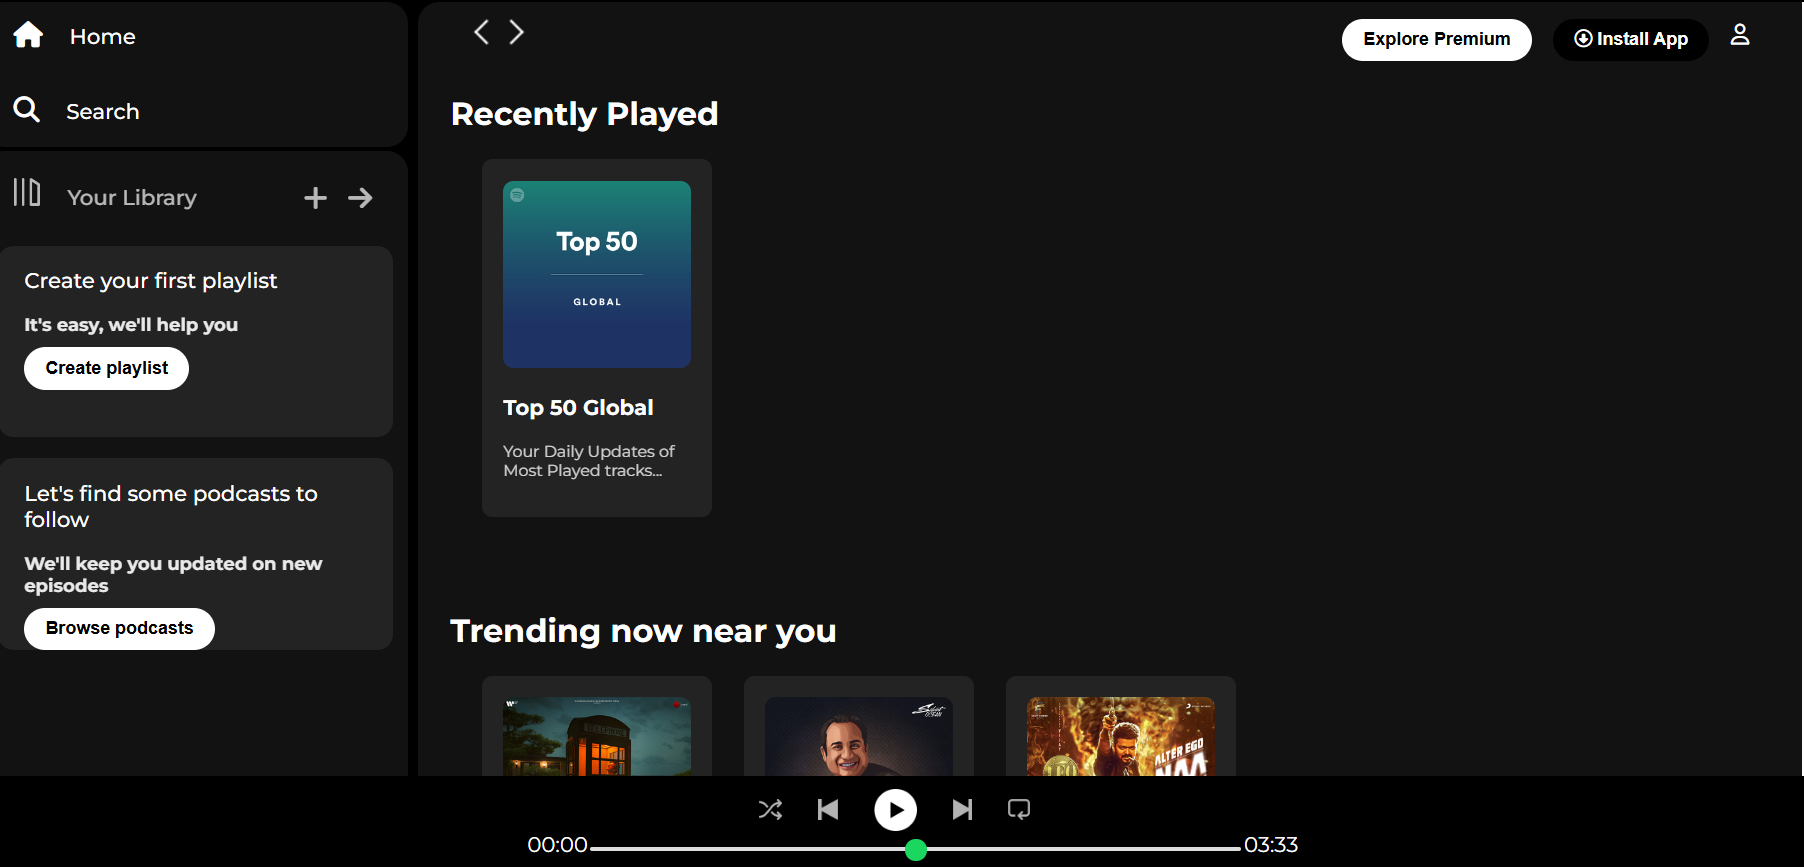 Home
Search
Your Library
Create your first playlist
It's easy, we'll help you
Create playlist
Let's find some podcasts to
follow
We'll keep you updated on new
episodes
Browse podcasts
Explore Premium
Install App
Recently Played
Top 50
GLOBAL
Top 50 Global
Your Daily Updates of
Most Played tracks...
Trending now near you
TELEPHONE
ALTER EGO
00:00
03:33